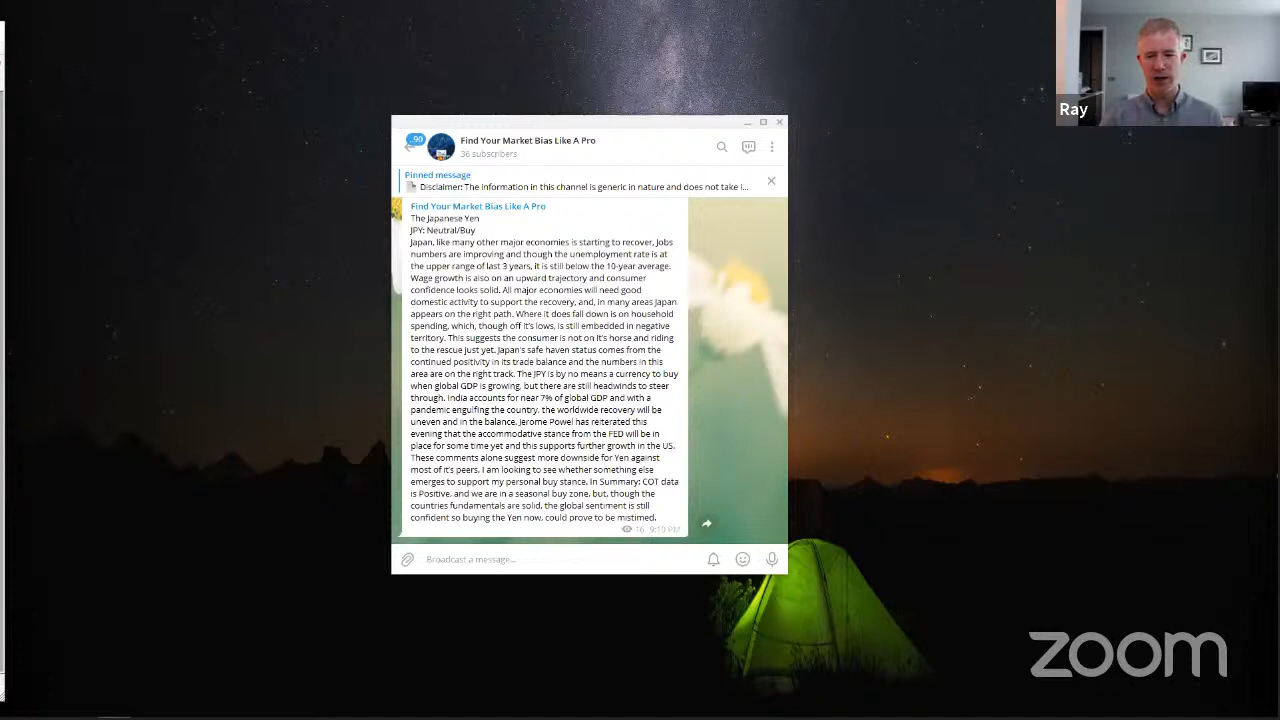 Ray
90
Find Your Market Bias Like A Pro
36 subscribers
Pinned message
Disclaimer: The information in this channel is generic in nature and does not take i...
Find Your Market Bias Like A Pro
The Japanese Yen
JPY: Neutral/Buy
Japan, like many other major economies is starting to recover, Jobs
numbers are improving and though the unemployment rate is at
the upper range of last 3 years, it is still below the 10-year average.
Wage growth is also on an upward trajectory and consumer
confidence looks solid. All major economies will need good
domestic activity to support the recovery, and, in many areas Japan
appears on the right path. Where it does fall down is on household
spending, which, though off it's lows, is still embedded in negative
territory. This suggests the consumer is not on it's horse and riding
to the rescue just yet. Japan's safe haven status comes from the
continued positivity in its trade balance and the numbers in this
area are on the right track. The JPY is by no means a currency to buy
when global GDP is growing, but there are still headwinds to steer
through. India accounts for near 7% of global GDP and with a
pandemic engulfing the country, the worldwide recovery will be
uneven and in the balance. Jerome Powel has reiterated this
evening that the accommodative stance from the FED will be in
place for some time yet and this supports further growth in the US.
These comments alone suggest more downside for Yen against
most of it's peers. I am looking to see whether something else
emerges to support my personal buy stance. In Summary: COT data
is Positive, and we are in a seasonal buy zone, but, though the
countries fundamentals are solid, the global sentiment is still
confident so buying the Yen now, could prove to be mistimed.
16 9:10 PM
Broadcast a message...
zoom